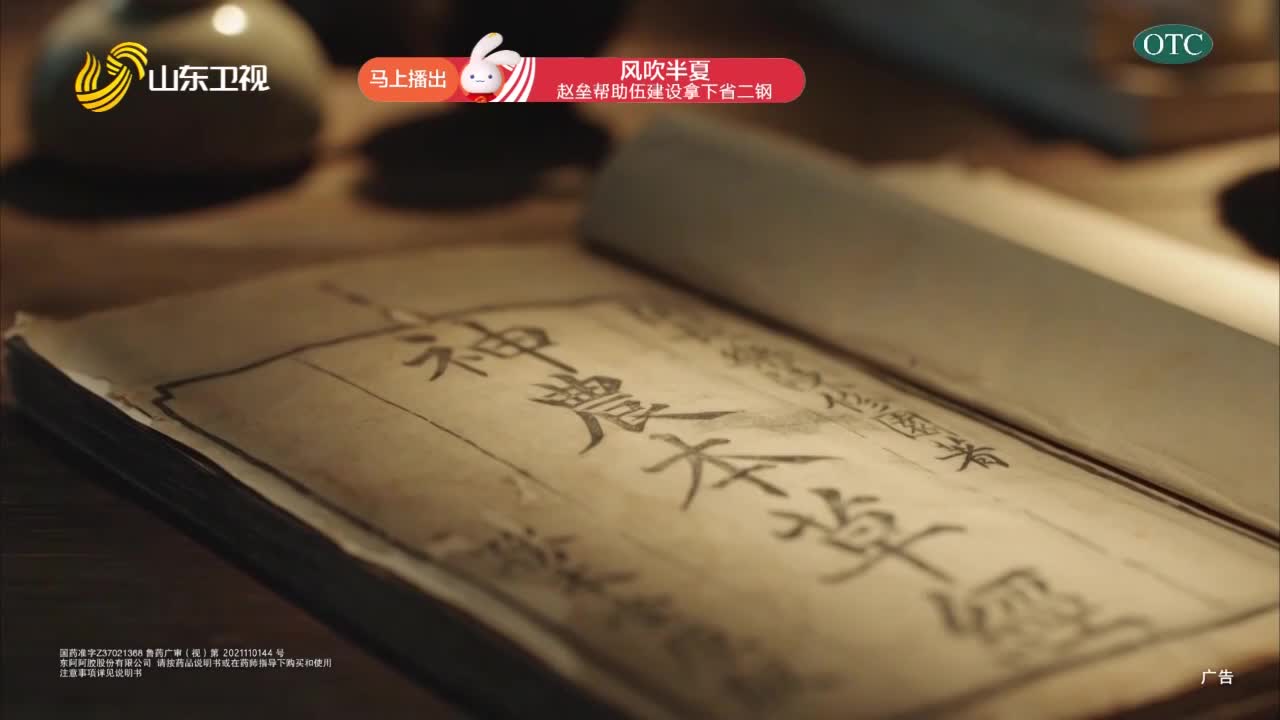 山东卫视
马上播出
风吹半夏
赵垒帮助伍建设拿下省二钢
OTC
神農本草經
国药准字Z37021368 鲁药广审（视）第 2021110144 号
东阿阿胶股份有限公司 请按药品说明书或在药师指导下购买和使用
注意事项详见说明书
广告